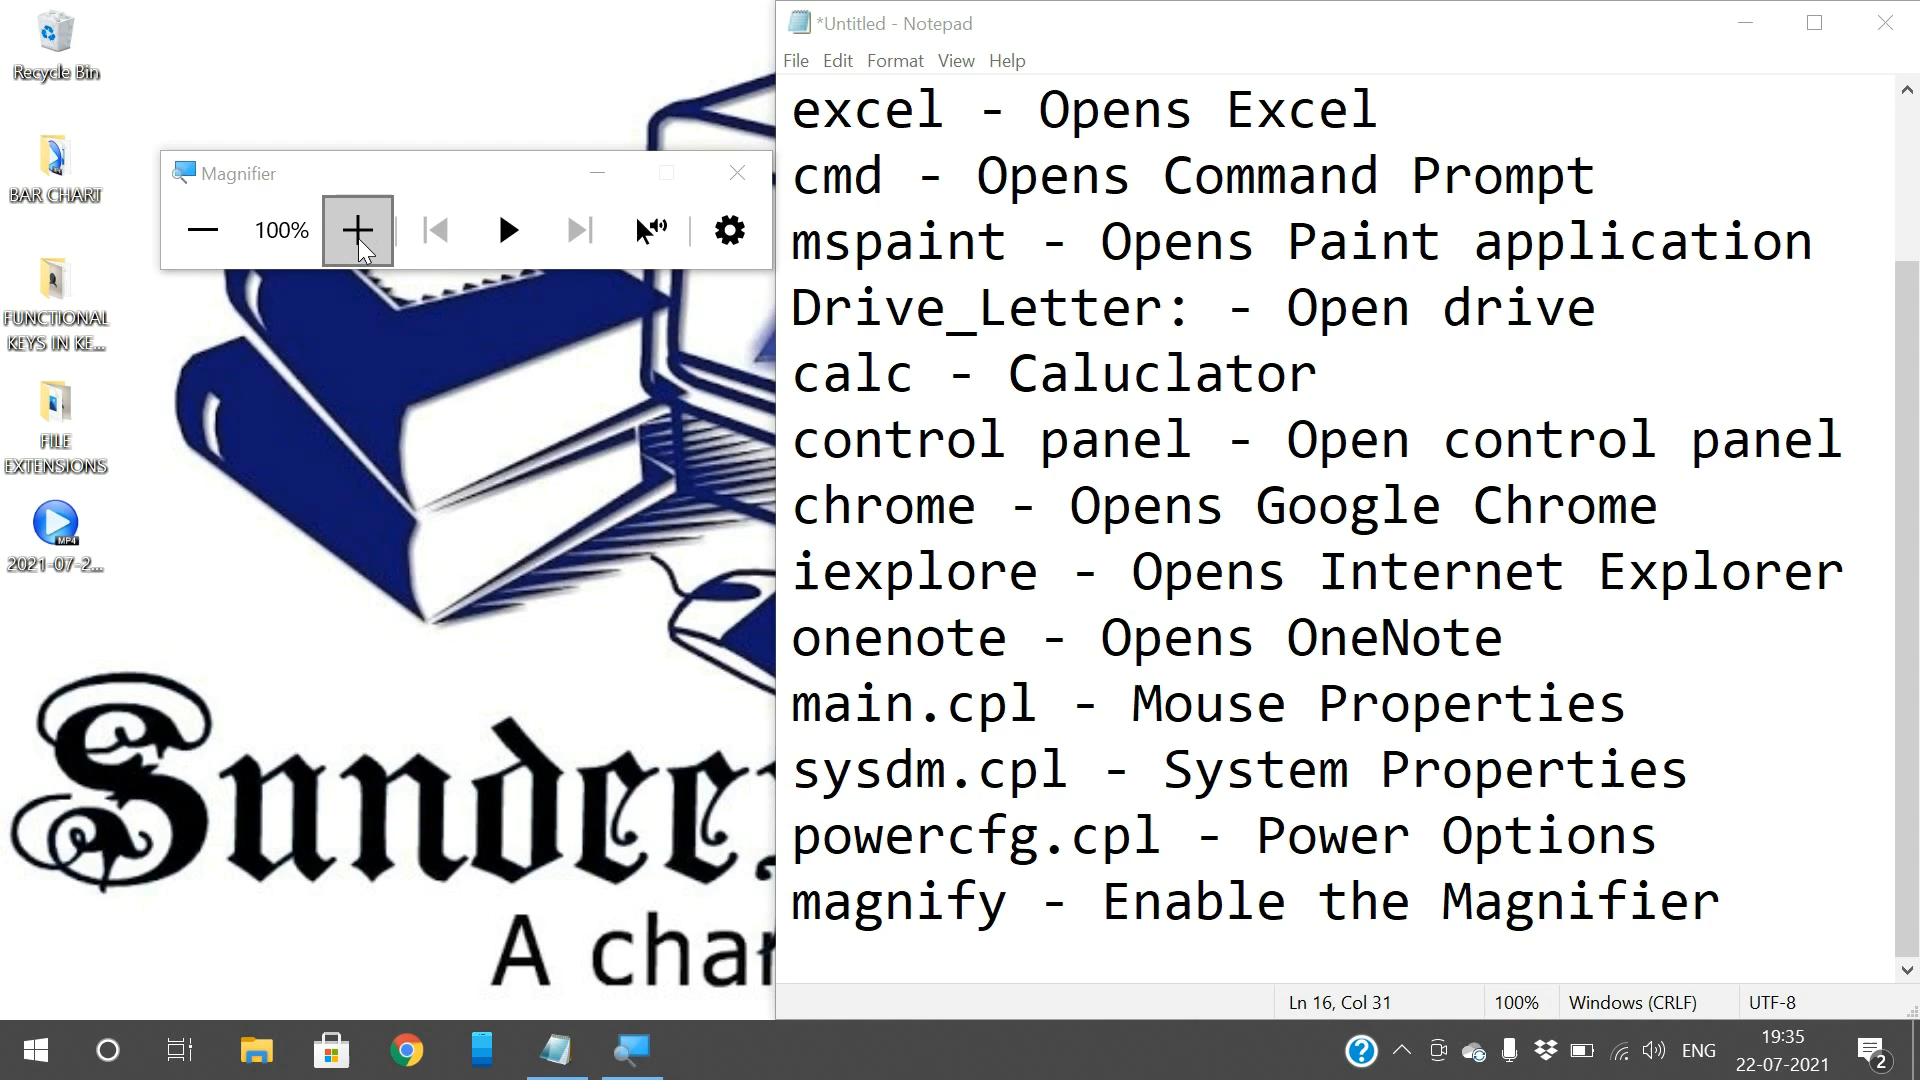 Recycle Bin
BAR CHART
FUNCTIONAL
KEYS IN KE...
FILE
EXTENSIONS
MP4
2021-07-2...
Magnifier
100%
A char
*Untitled - Notepad
File Edit Format View Help
excel - Opens Excel
cmd - Opens Command Prompt
mspaint - Opens Paint application
Drive_Letter: - Open drive
calc - Caluclator
control panel - Open control panel
chrome - Opens Google Chrome
iexplore - Opens Internet Explorer
onenote - Opens OneNote
main.cpl - Mouse Properties
sysdm.cpl - System Properties
powercfg.cpl - Power Options
magnify - Enable the Magnifier
Ln 16, Col 31 100% Windows (CRLF) UTF-8
ENG
19:35
22-07-2021
2